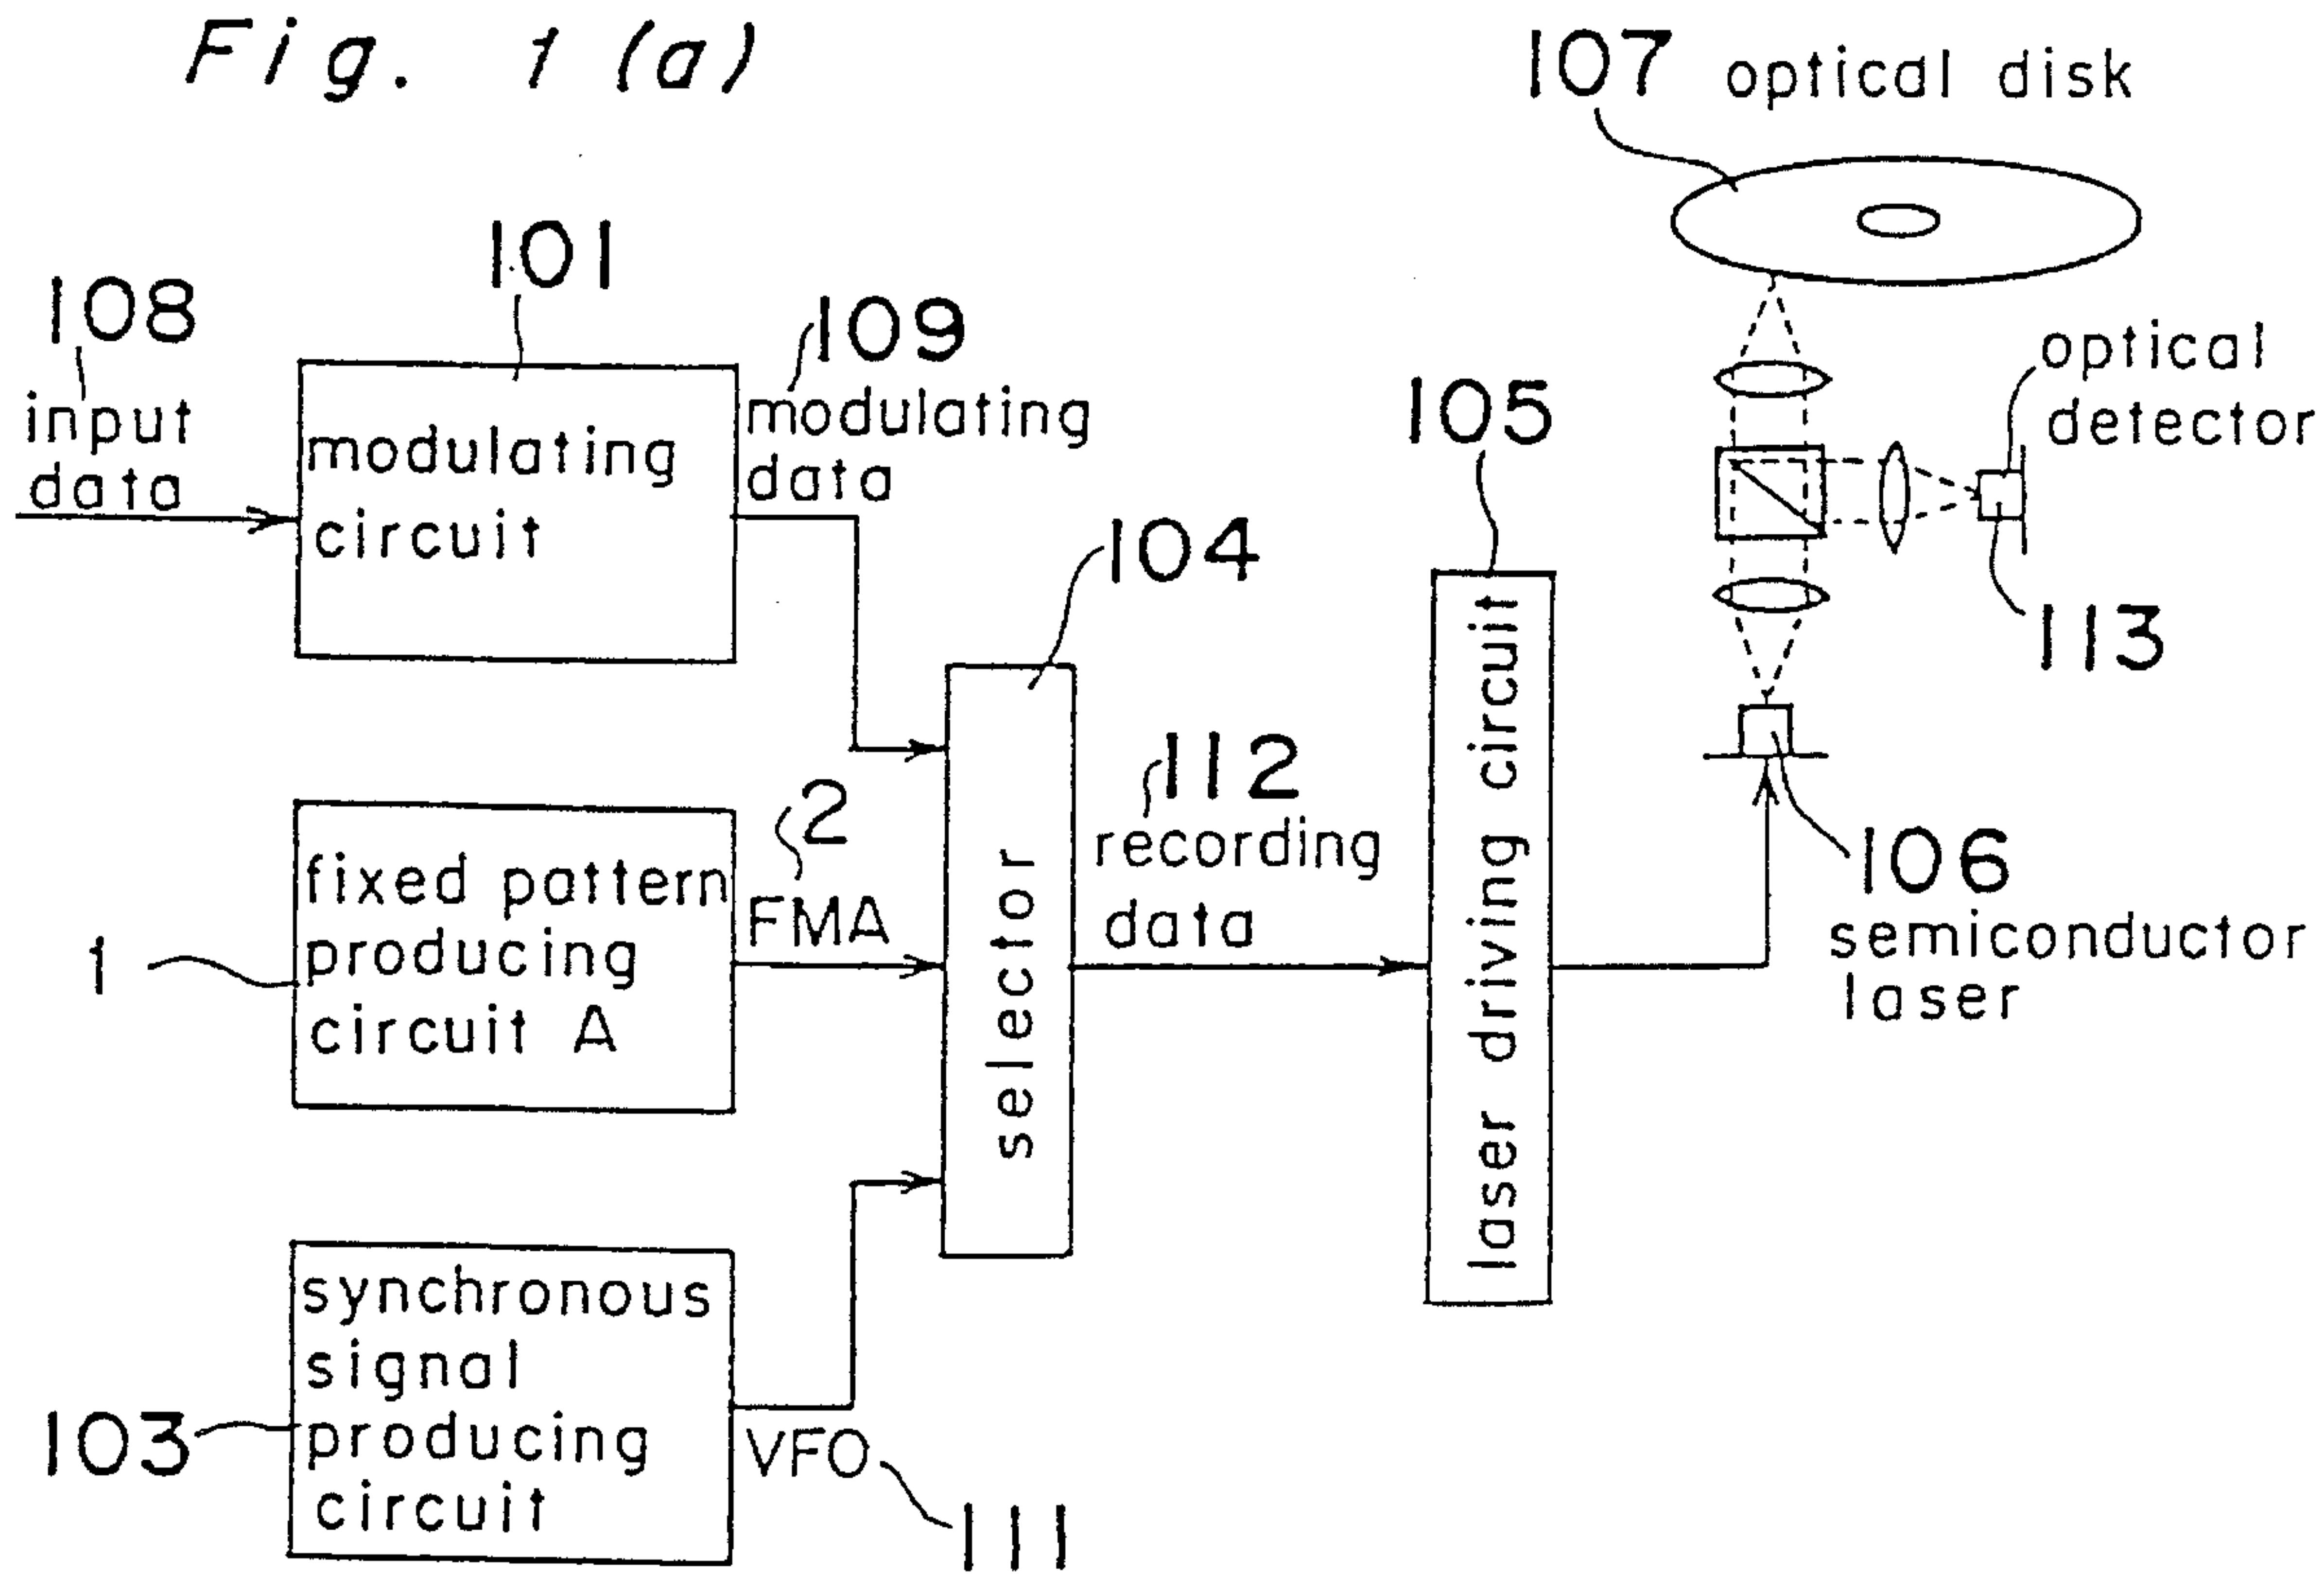 Fig. 1 (a)
107 optical disk
101
108
109
input
data
modulating
circuit
modulating
data
105
optical
detector
104
113
laser driving circuit
112
recording
data
2
FMA
fixed pattern
producing
circuit A
1
selector
106
semiconductor
laser
synchronous
signal
producing
circuit
103
VFO
111